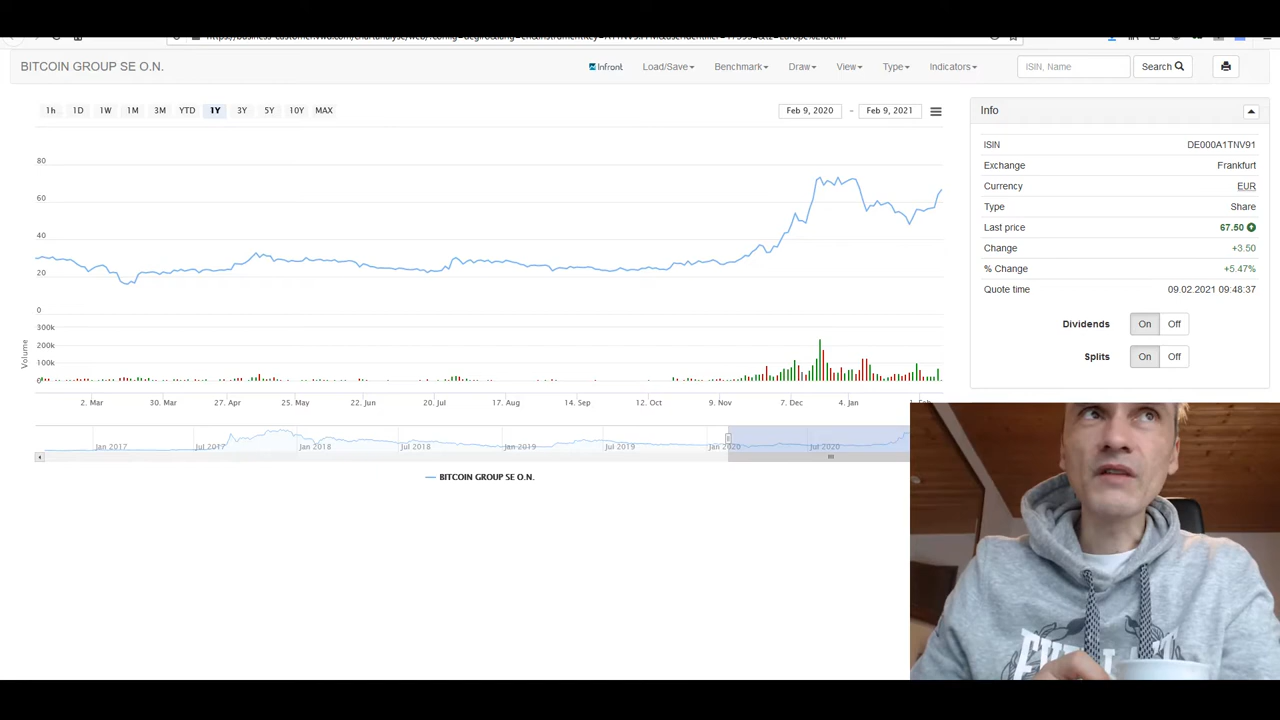 BITCOIN GROUP SE O.N.
Infront
Load/Save
Benchmark
Draw
View
Type
Indicators
ISIN, Name
Search
1h 1D 1W 1M 3M YTD 1Y 3Y 5Y 10Y MAX
Feb 9, 2020 – Feb 9, 2021
80
60
40
20
0
300k
200k
100k
0
Volume
2. Mar 30. Mar 27. Apr 25. May 22. Jun 20. Jul 17. Aug 14. Sep 12. Oct 9. Nov 7. Dec 4. Jan 1. Feb
Jan 2017 Jul 2017 Jan 2018 Jul 2018 Jan 2019 Jul 2019 Jan 2020 Jul 2020
BITCOIN GROUP SE O.N.
Info
ISIN DE000A1TNV91
Exchange Frankfurt
Currency EUR
Type Share
Last price 67.50
Change +3.50
% Change +5.47%
Quote time 09.02.2021 09:48:37
Dividends On Off
Splits On Off